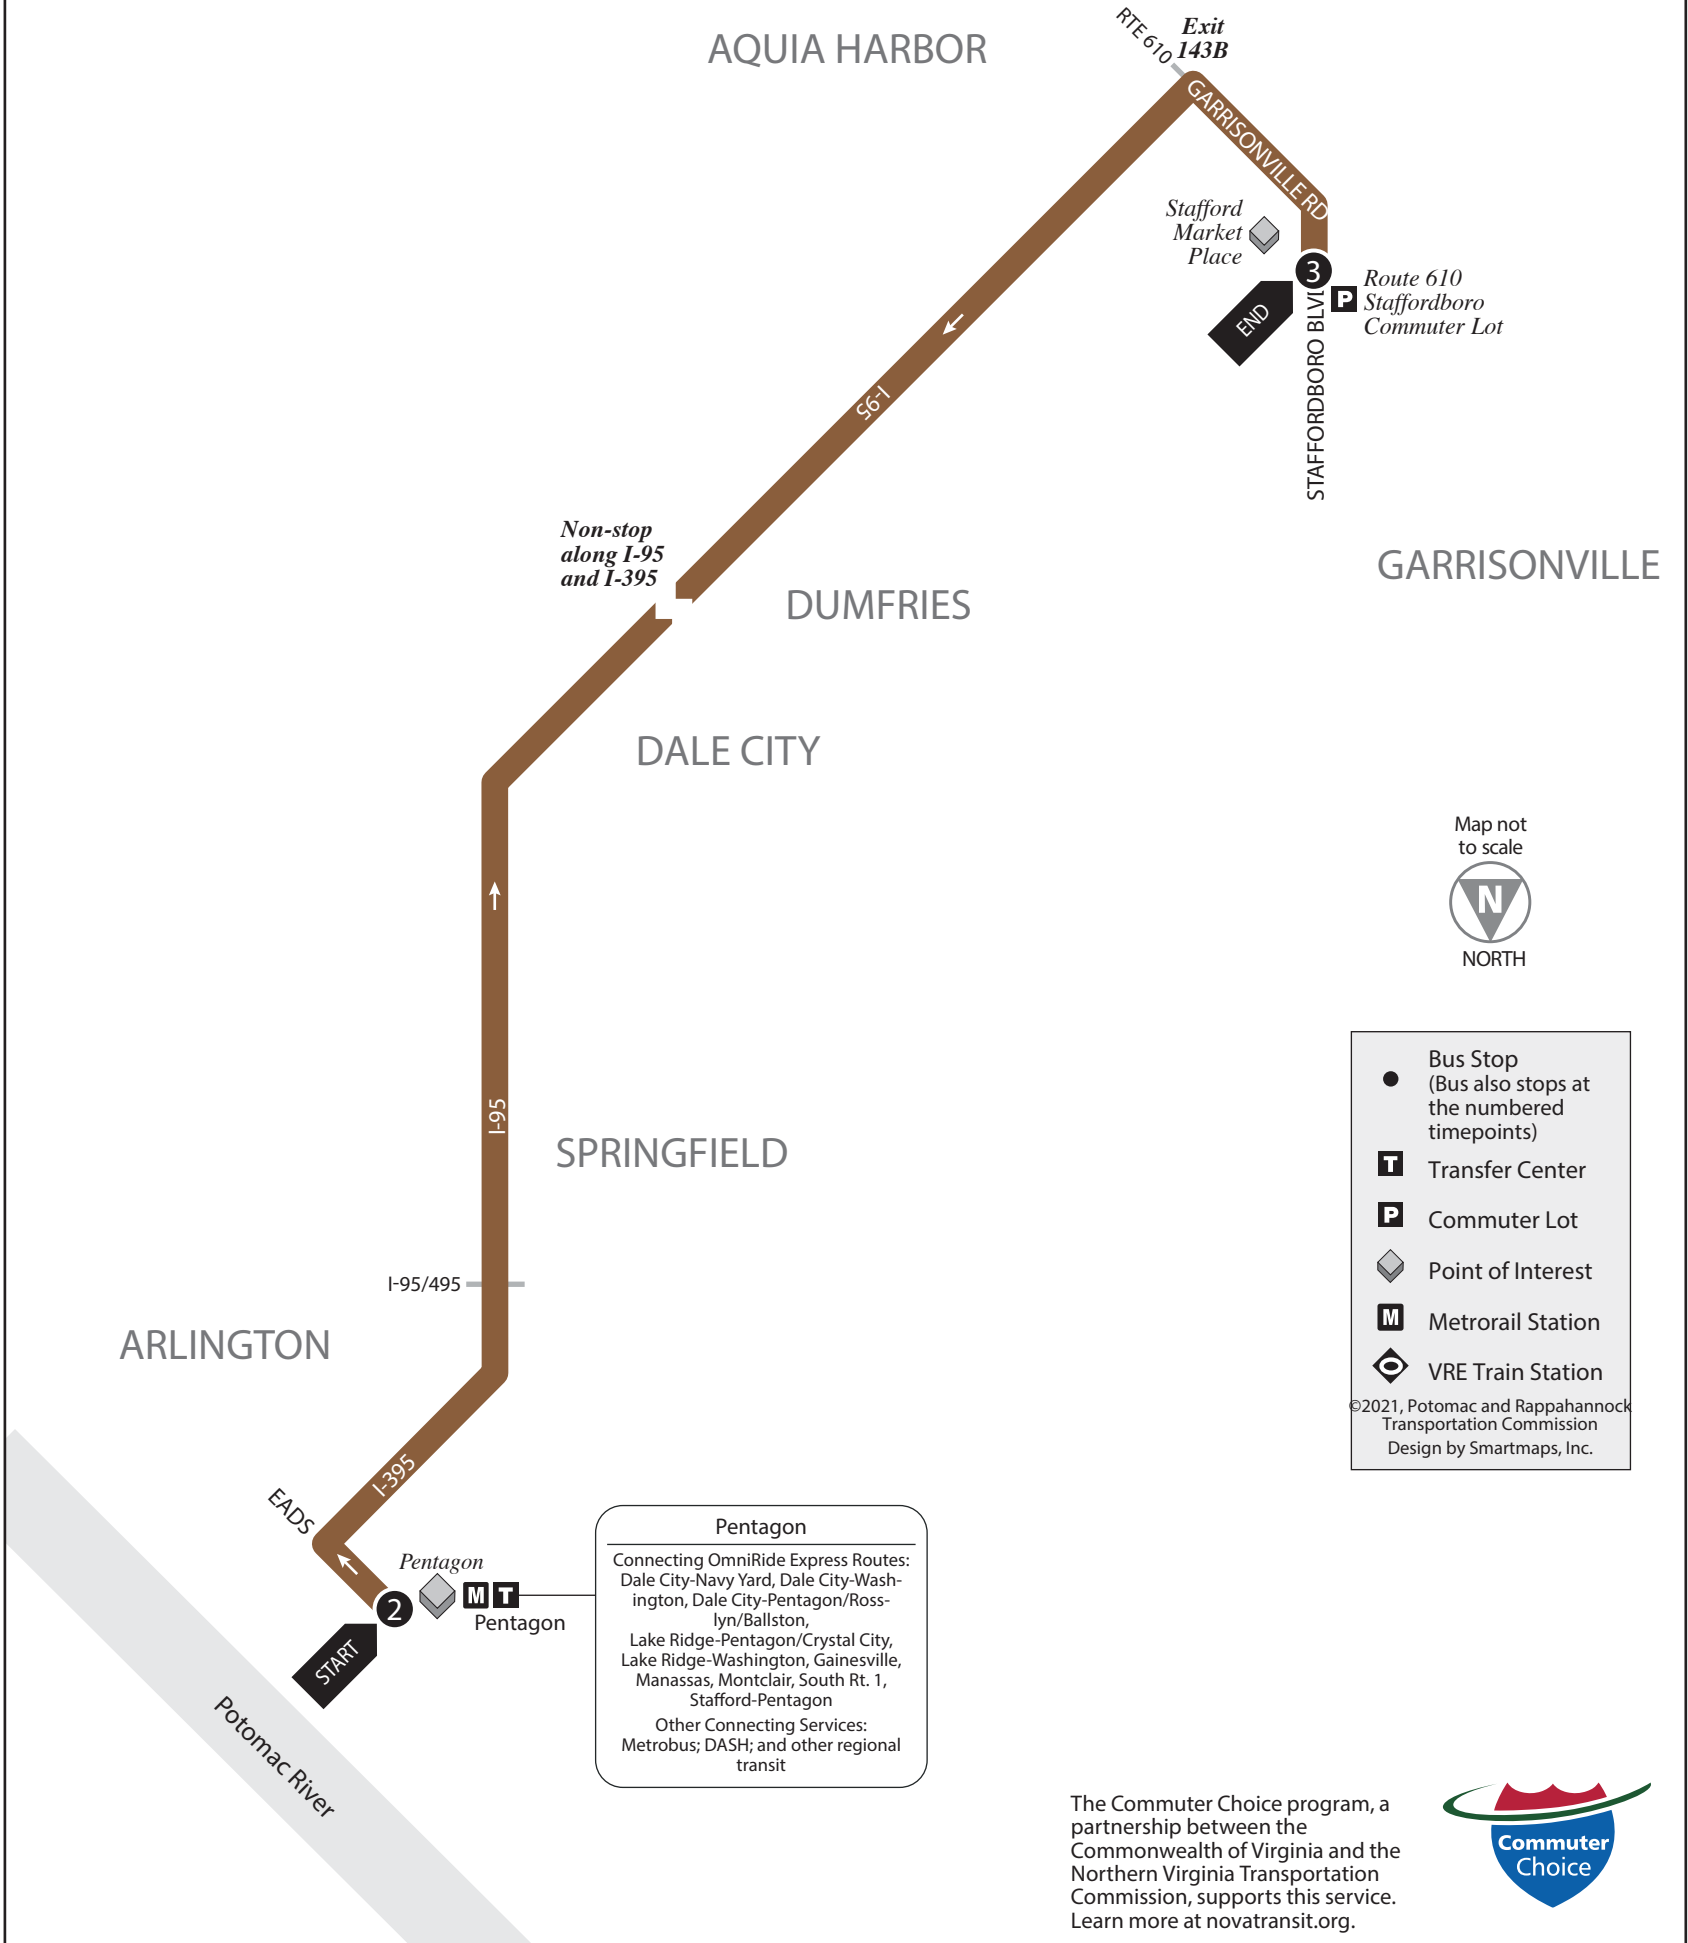 AQUIA HARBOR
RTE 610
Exit
143B
GARRISONVILLE RD
Stafford
Market
Place
3
END
P
Route 610
Staffordboro
Commuter Lot
STAFFORDBORO BLV
I-95
Non-stop
along I-95
and I-395
GARRISONVILLE
DUMFRIES
DALE CITY
Map not
to scale
N
NORTH
I-95
SPRINGFIELD
Bus Stop
(Bus also stops at
the numbered
timepoints)
T Transfer Center
P Commuter Lot
Point of Interest
M Metrorail Station
VRE Train Station
©2021, Potomac and Rappahannock
Transportation Commission
Design by Smartmaps, Inc.
I-95/495
ARLINGTON
I-395
EADS
Pentagon
2
M T
Pentagon
START
Potomac River
Pentagon
Connecting OmniRide Express Routes:
Dale City-Navy Yard, Dale City-Wash-
ington, Dale City-Pentagon/Ross-
lyn/Ballston,
Lake Ridge-Pentagon/Crystal City,
Lake Ridge-Washington, Gainesville,
Manassas, Montclair, South Rt. 1,
Stafford-Pentagon
Other Connecting Services:
Metrobus; DASH; and other regional
transit
The Commuter Choice program, a
partnership between the
Commonwealth of Virginia and the
Northern Virginia Transportation
Commission, supports this service.
Learn more at novatransit.org.
Commuter
Choice